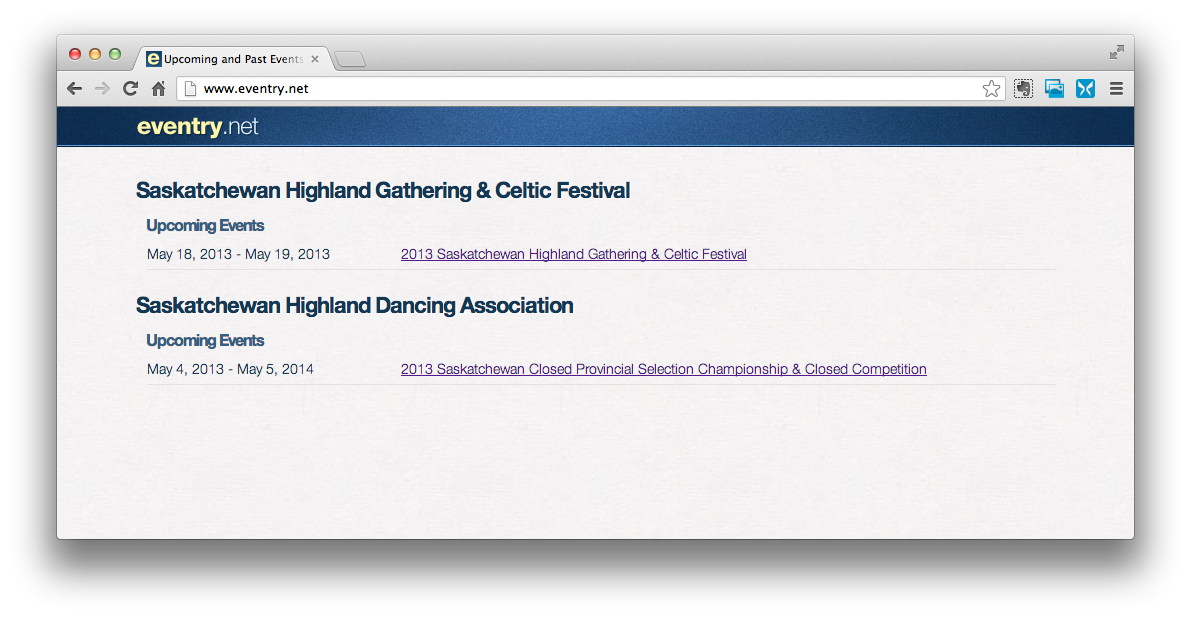 Upcoming and Past Events
www.eventry.net
eventry.net
Saskatchewan Highland Gathering & Celtic Festival
Upcoming Events
May 18, 2013 - May 19, 2013 2013 Saskatchewan Highland Gathering & Celtic Festival
Saskatchewan Highland Dancing Association
Upcoming Events
May 4, 2013 - May 5, 2014 2013 Saskatchewan Closed Provincial Selection Championship & Closed Competition